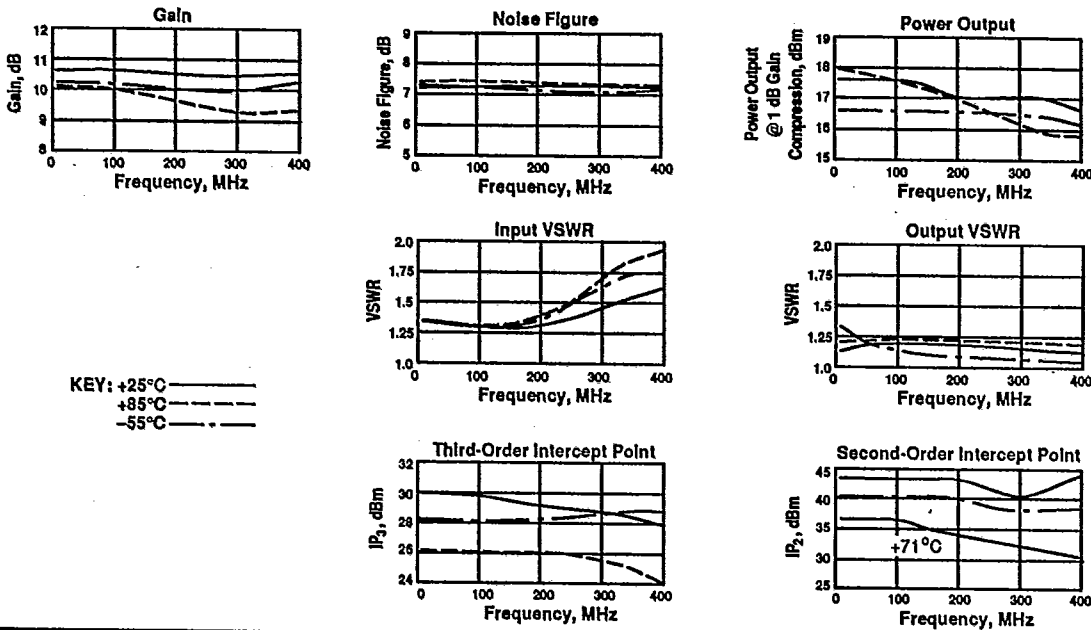 Gain
12
11
10
9
8
Gain, dB
0 100 200 300 400
Frequency, MHz
Noise Figure
9
8
7
6
5
Noise Figure, dB
0 100 200 300 400
Frequency, MHz
Power Output
19
18
17
16
15
Power Output
@1 dB Gain
Compression, dBm
0 100 200 300 400
Frequency, MHz
Input VSWR
2.0
1.75
1.5
1.25
1.0
VSWR
0 100 200 300 400
Frequency, MHz
Output VSWR
2.0
1.75
1.5
1.25
1.0
VSWR
0 100 200 300 400
Frequency, MHz
KEY: +25°C
+85°C
–55°C
Third-Order Intercept Point
32
30
28
26
24
IP3, dBm
0 100 200 300 400
Frequency, MHz
Second-Order Intercept Point
45
40
35
30
25
IP2, dBm
+71°C
0 100 200 300 400
Frequency, MHz